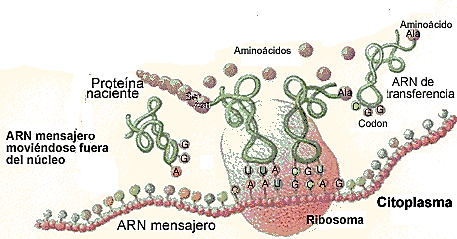 Aminoácido
Ala
Aminoácidos
Proteína
naciente
Ala
ARN de
transferencia
C G G
Codon
ARN mensajero
moviéndose fuera
del núcleo
G
G
A
U U A C G U
C A A U G C A G
Citoplasma
Ribosoma
ARN mensajero